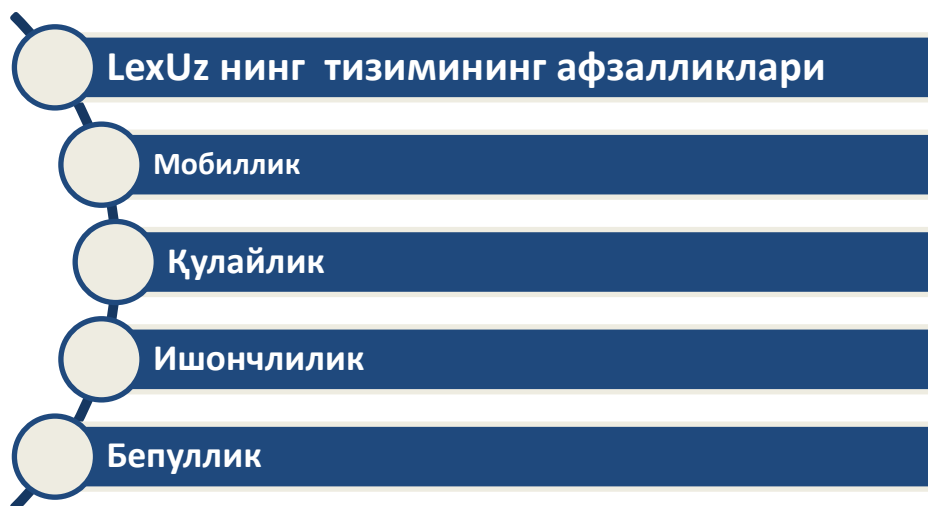 LexUz нинг тизимининг афзалликлари
Мобиллик
Қулайлик
Ишончлилик
Бепуллик